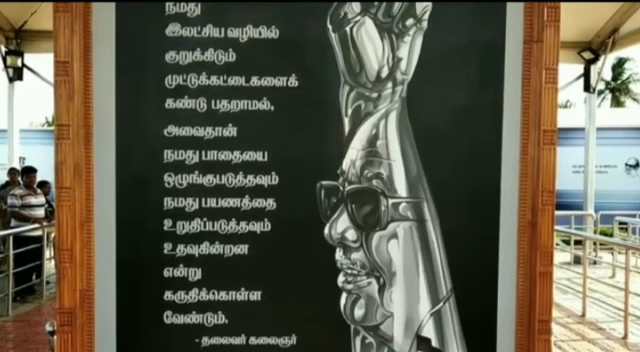 நமது
இலட்சிய வழியில்
குறுக்கிடும்
முட்டுக்கட்டைகளைக்
கண்டு பதறாமல்,
அவைதான்
நமது பாதையை
ஒழுங்குபடுத்தவும்
நமது பயணத்தை
உறுதிப்படுத்தவும்
உதவுகின்றன
என்று
கருதிக்கொள்ள
வேண்டும்.
- தலைவர் கலைஞர்